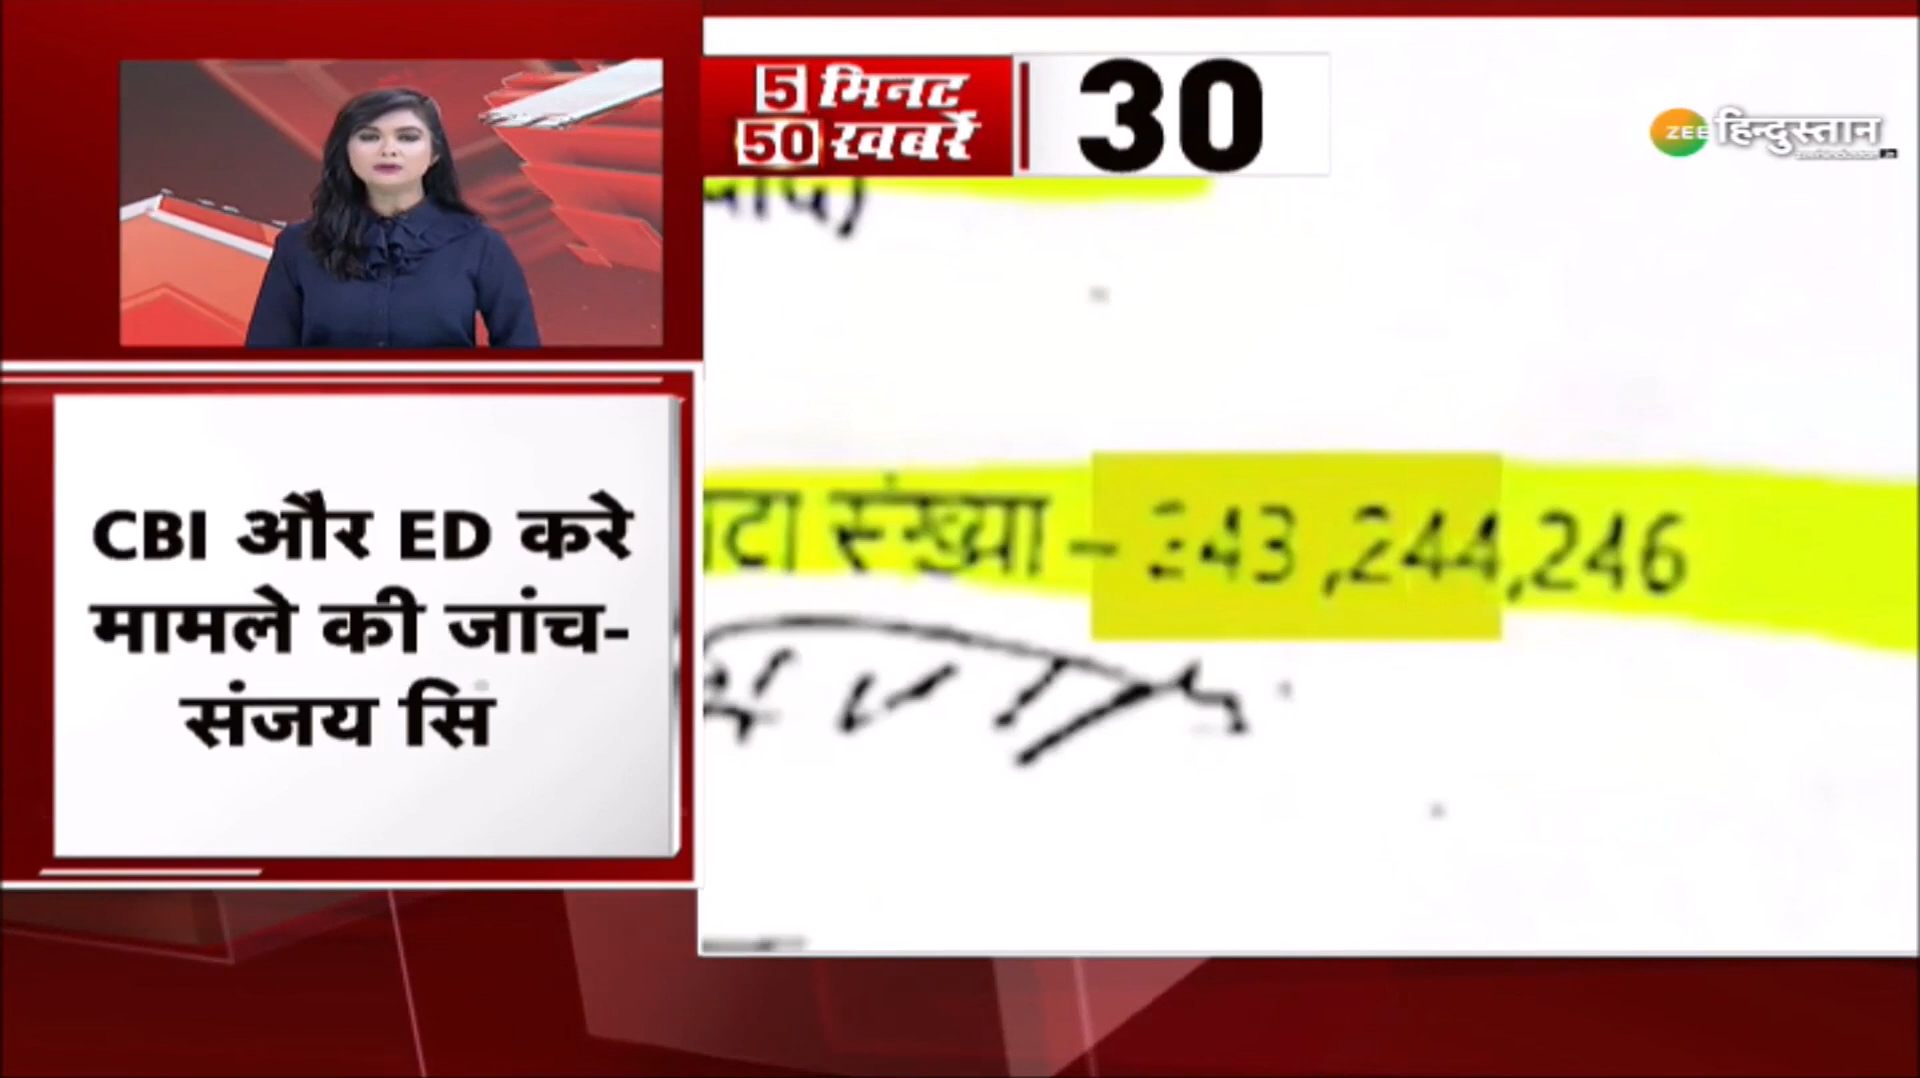 5 मिनट
50 खबरें
30
ZEE हिन्दुस्तान
संख्या – 243 ,244,246
CBI और ED करे
मामले की जांच-
संजय सि